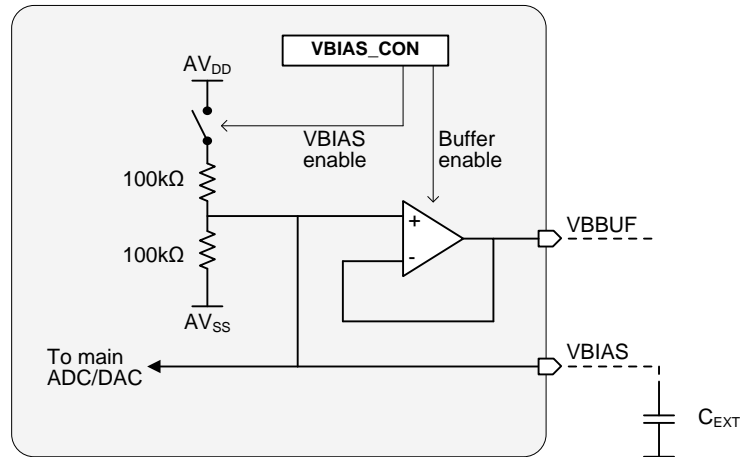 VBIAS_CON
AVDD
VBIAS
enable
Buffer
enable
100kΩ
+
100kΩ
-
VBBUF
AVSS
VBIAS
To main
ADC/DAC
CEXT